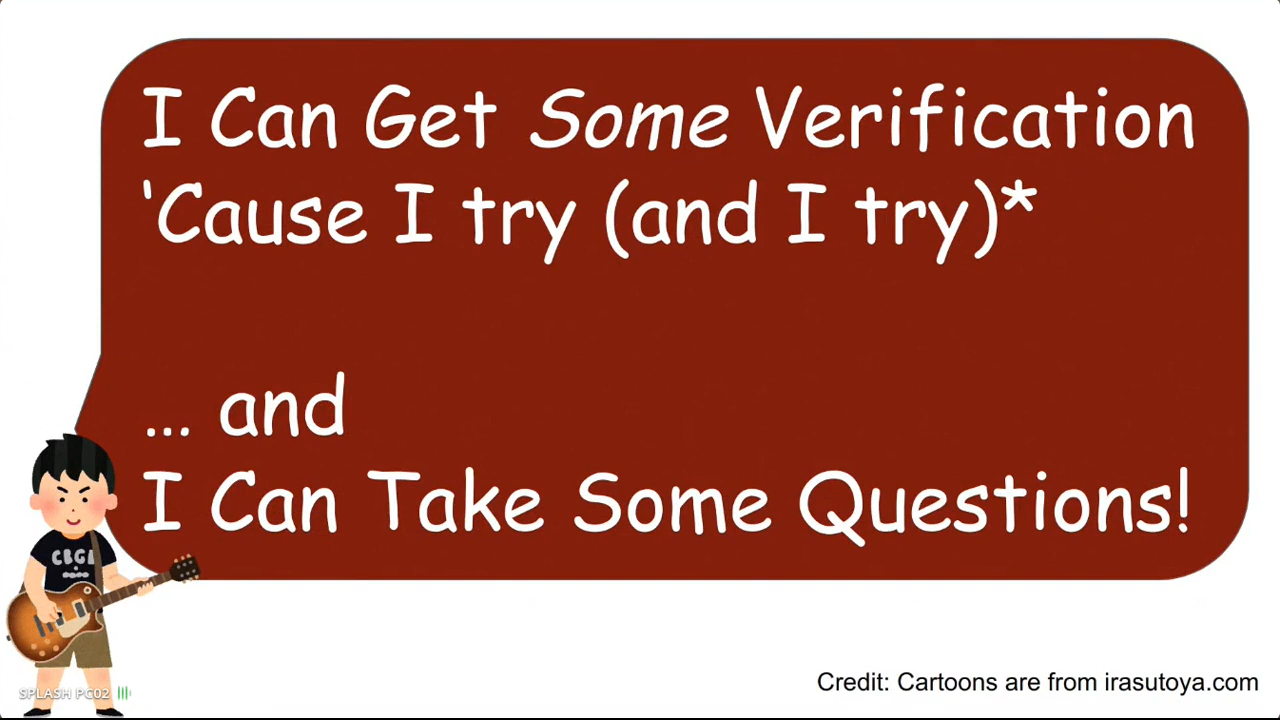 I Can Get Some Verification
‘Cause I try (and I try)*
... and
I Can Take Some Questions!
CBGB
SPLASH PC02
Credit: Cartoons are from irasutoya.com